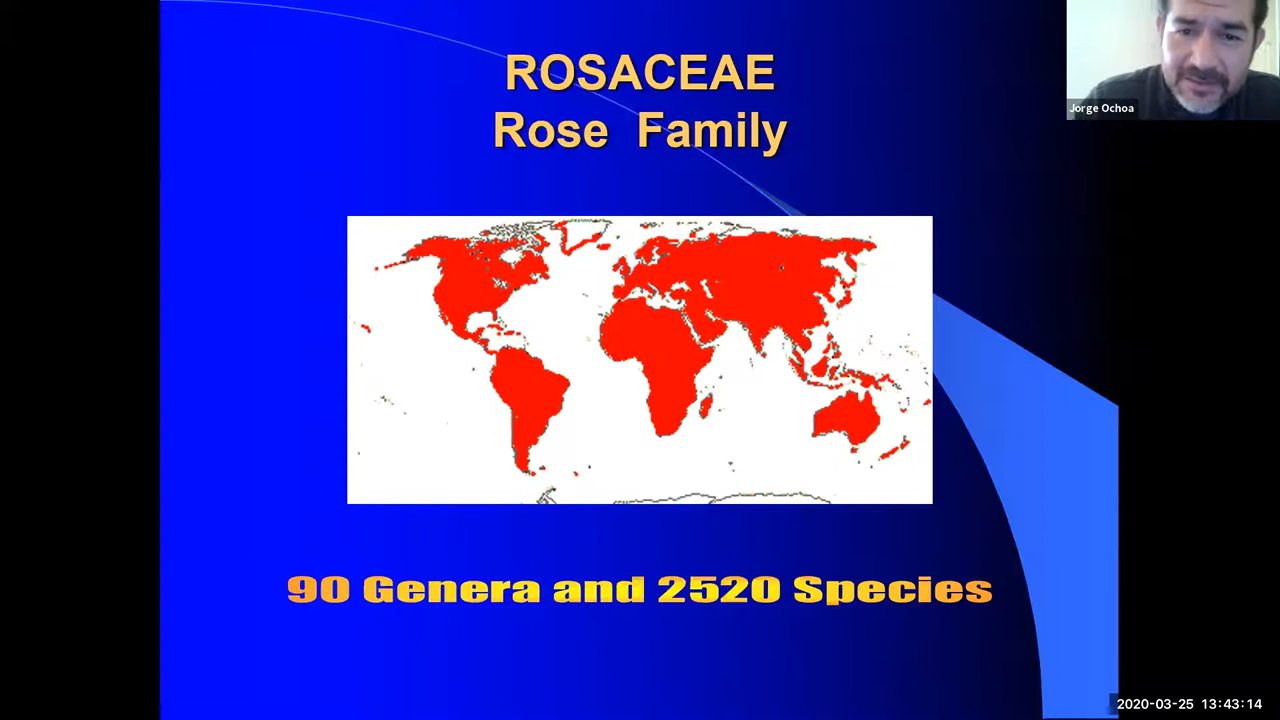 ROSACEAE
Rose Family
Jorge Ochoa
90 Genera and 2520 Species
2020-03-25 13:43:14